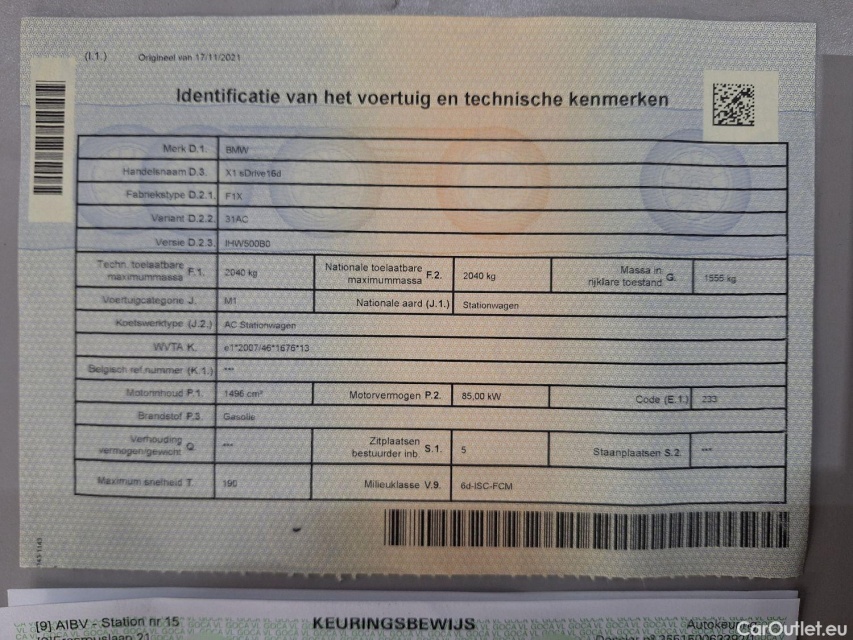 (I.1.) Origineel van 17/11/2021
Identificatie van het voertuig en technische kenmerken
Merk D.1. BMW
Handelsnaam D.3. X1 sDrive16d
Fabriekstype D.2.1. F1X
Variant D.2.2. 31AC
Versie D.2.3. IHW500B0
Techn. toelaatbare maximummassa F.1. 2040 kg Nationale toelaatbare maximummassa F.2. 2040 kg Massa in rijklare toestand G. 1555 kg
Voertuigcategorie J. M1 Nationale aard (J.1.) Stationwagen
Koetswerktype (J.2.) AC Stationwagen
WVTA K. e1*2007/46*1676*13
Belgisch ref.nummer (K.1.) ***
Motorinhoud P.1. 1496 cm³ Motorvermogen P.2. 85,00 kW Code (E.1.) 233
Brandstof P.3. Gasolie
Verhouding vermogen/gewicht Q *** Zitplaatsen bestuurder inb. S.1. 5 Staanplaatsen S.2. ***
Maximum snelheid T. 190 Milieuklasse V.9. 6d-ISC-FCM
[9] AIBV - Station nr 15 KEURINGSBEWIJS
CarOutlet.eu